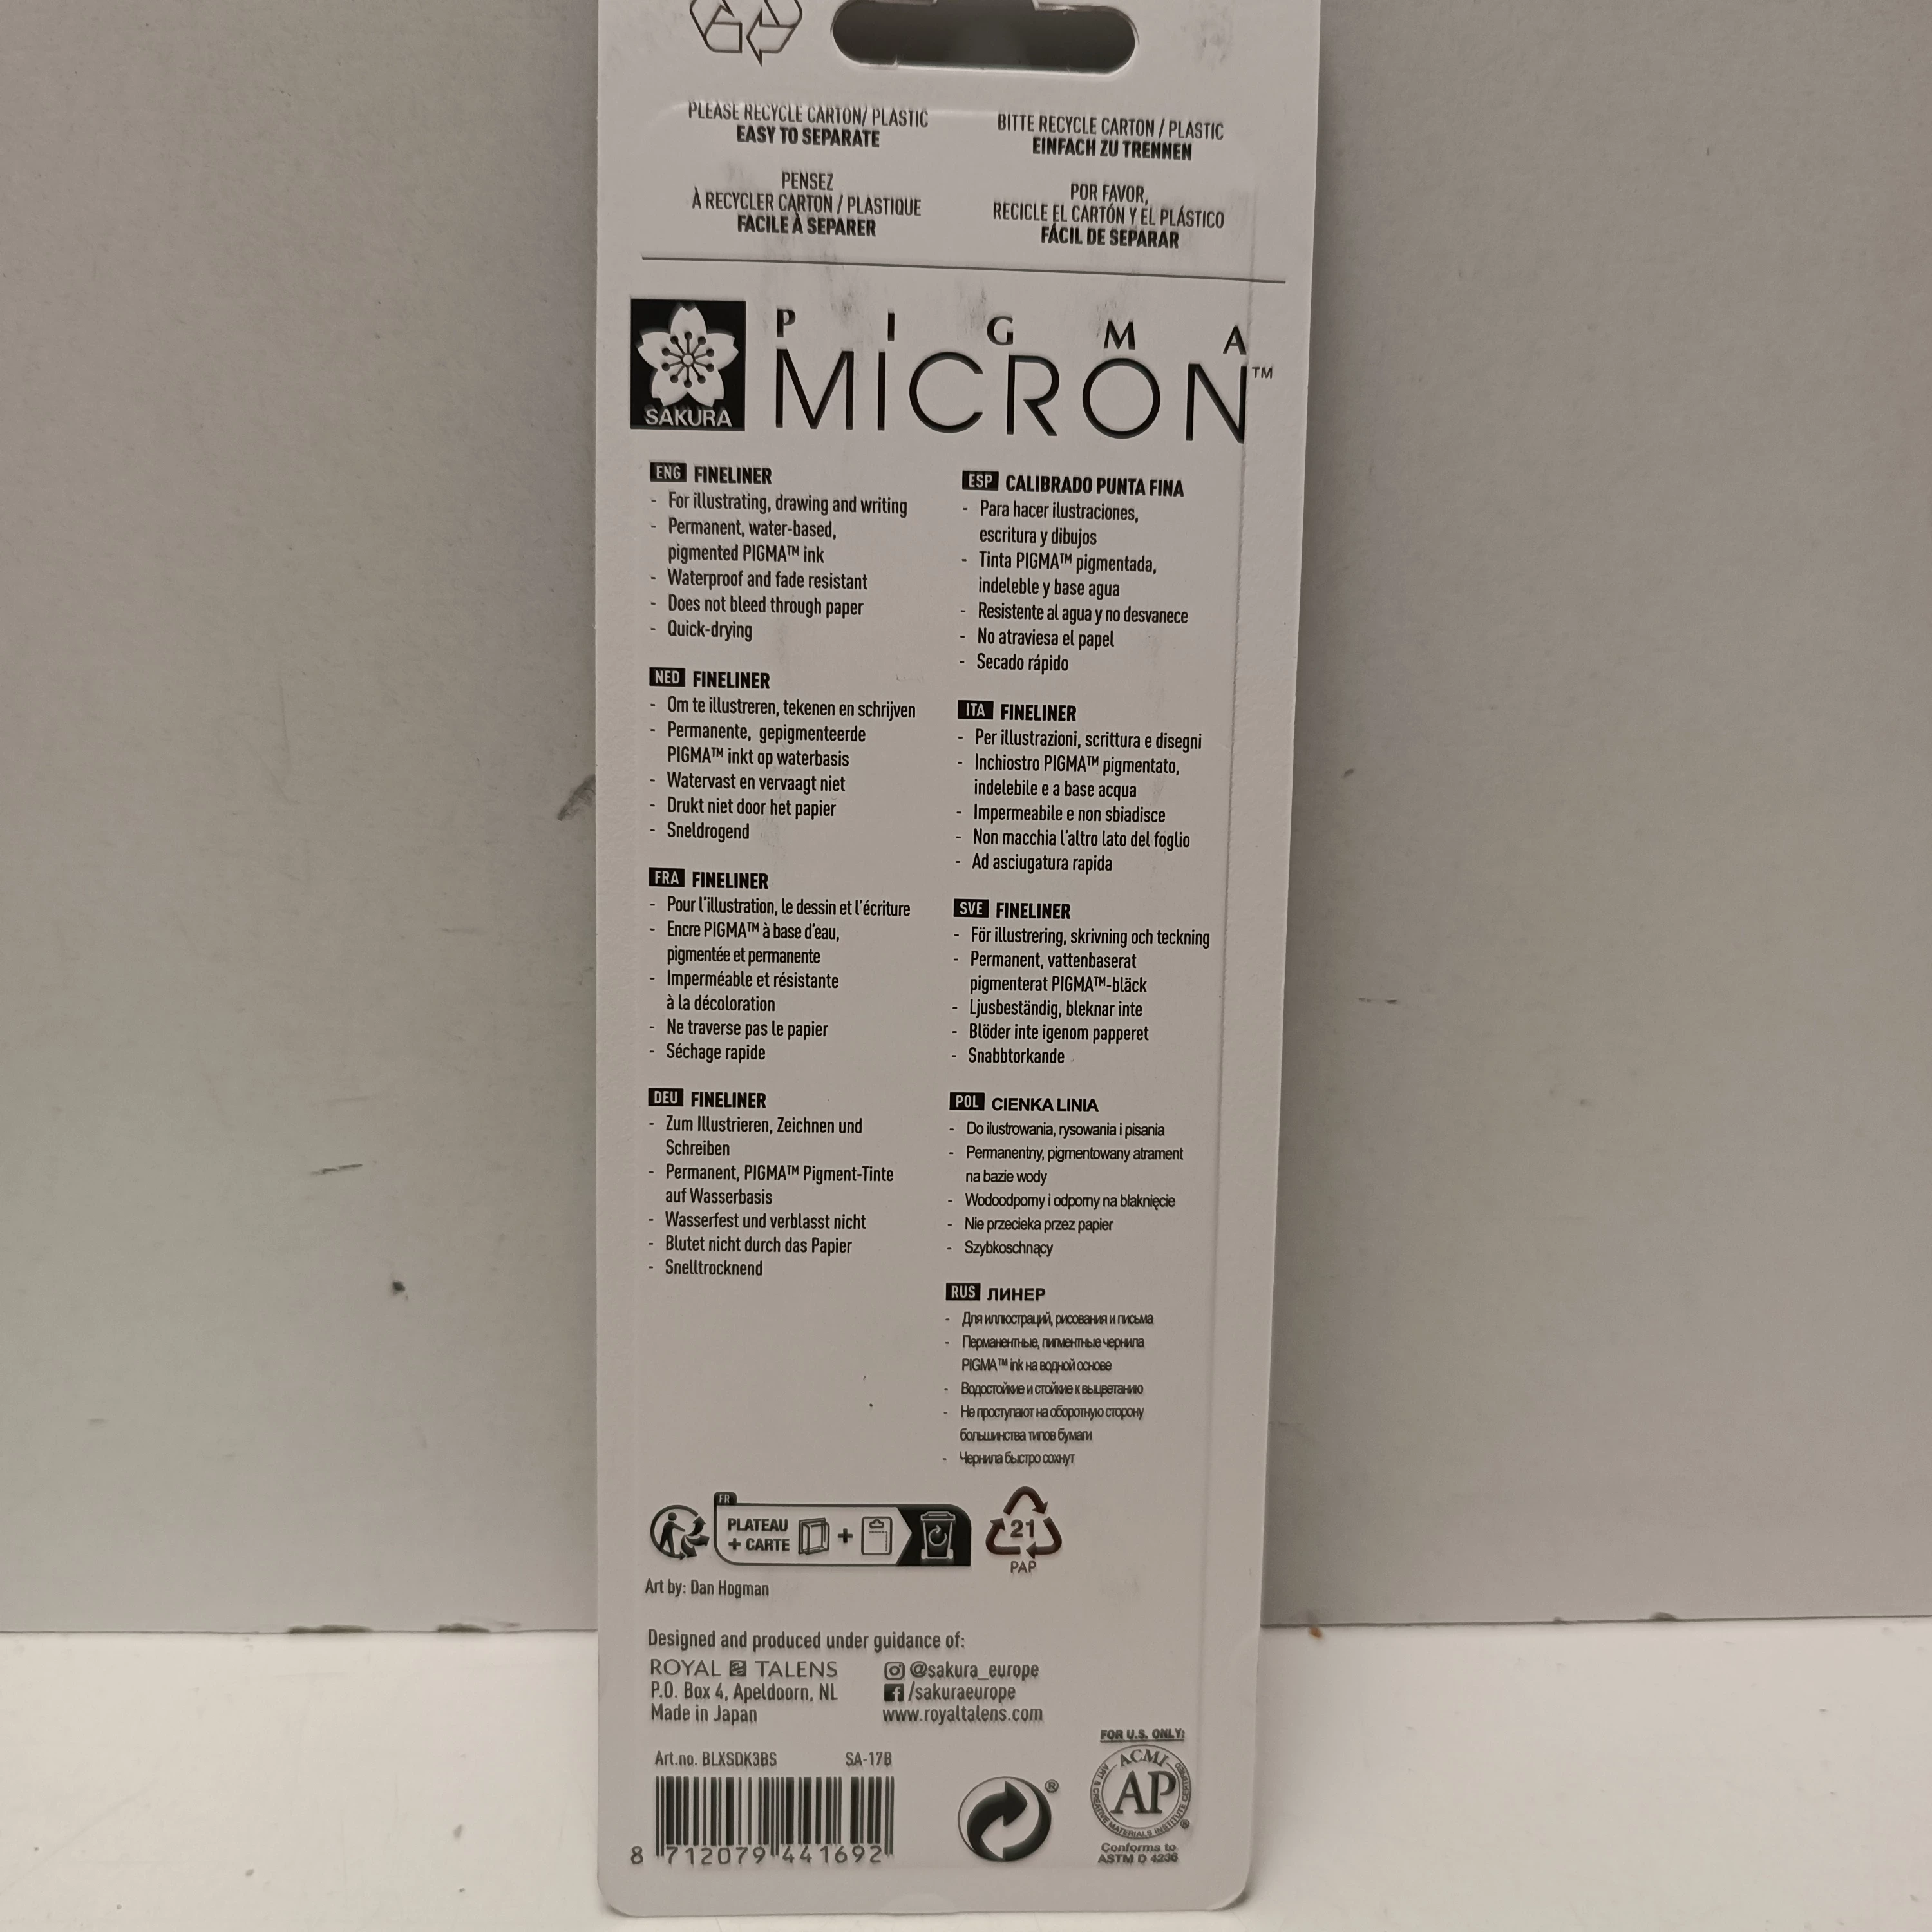 PLEASE RECYCLE CARTON/ PLASTIC
EASY TO SEPARATE
BITTE RECYCLE CARTON / PLASTIC
EINFACH ZU TRENNEN
PENSEZ
À RECYCLER CARTON / PLASTIQUE
FACILE À SEPARER
POR FAVOR,
RECICLE EL CARTÓN Y EL PLÁSTICO
FÁCIL DE SEPARAR
SAKURA
PIGMA
MICRON™
ENG FINELINER
- For illustrating, drawing and writing
- Permanent, water-based,
pigmented PIGMA™ ink
- Waterproof and fade resistant
- Does not bleed through paper
- Quick-drying
NED FINELINER
- Om te illustreren, tekenen en schrijven
- Permanente, gepigmenteerde
PIGMA™ inkt op waterbasis
- Watervast en vervaagt niet
- Drukt niet door het papier
- Sneldrogend
FRA FINELINER
- Pour l'illustration, le dessin et l'écriture
- Encre PIGMA™ à base d'eau,
pigmentée et permanente
- Imperméable et résistante
à la décoloration
- Ne traverse pas le papier
- Séchage rapide
DEU FINELINER
- Zum Illustrieren, Zeichnen und
Schreiben
- Permanent, PIGMA™ Pigment-Tinte
auf Wasserbasis
- Wasserfest und verblasst nicht
- Blutet nicht durch das Papier
- Snelltrocknend
ESP CALIBRADO PUNTA FINA
- Para hacer ilustraciones,
escritura y dibujos
- Tinta PIGMA™ pigmentada,
indeleble y base agua
- Resistente al agua y no desvanece
- No atraviesa el papel
- Secado rápido
ITA FINELINER
- Per illustrazioni, scrittura e disegni
- Inchiostro PIGMA™ pigmentato,
indelebile e a base acqua
- Impermeabile e non sbiadisce
- Non macchia l'altro lato del foglio
- Ad asciugatura rapida
SVE FINELINER
- För illustrering, skrivning och teckning
- Permanent, vattenbaserat
pigmenterat PIGMA™-bläck
- Ljusbeständig, bleknar inte
- Blöder inte igenom papperet
- Snabbtorkande
POL CIENKA LINIA
- Do ilustrowania, rysowania i pisania
- Permanentny, pigmentowany atrament
na bazie wody
- Wodoodporny i odporny na blaknięcie
- Nie przecieka przez papier
- Szybkoschnący
RUS ЛИНЕР
- Для иллюстраций, рисования и письма
- Перманентные, пигментные чернила
PIGMA™ ink на водной основе
- Водостойкие и стойкие к выцветанию
- Не проступают на оборотную сторону
большинства типов бумаги
- Чернила быстро сохнут
FR
PLATEAU
+ CARTE
+
21
PAP
Art by: Dan Hogman
Designed and produced under guidance of:
ROYAL TALENS
P.O. Box 4, Apeldoorn, NL
Made in Japan
@sakura_europe
/sakuraeurope
www.royaltalens.com
Art.no. BLXSDK3BS SA-17B
8 712079 441692
®
FOR U.S. ONLY:
ACMI
AP
ART & CREATIVE MATERIALS INSTITUTE CERTIFIED
®
Conforms to
ASTM D 4236